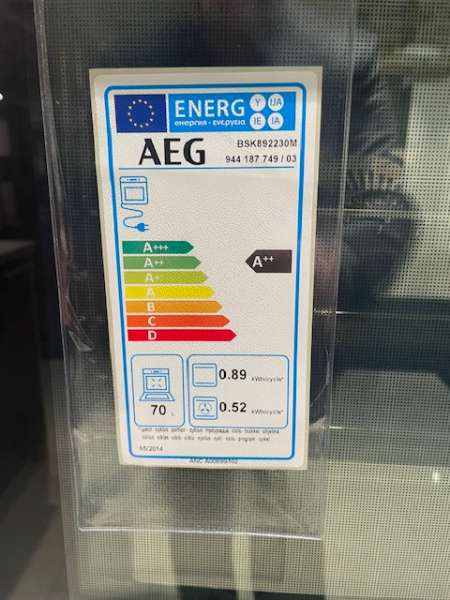 ENERG Y IJA
енергия · ενεργεια IE IA
AEG
BSK892230M
944 187 749 / 03
A+++
A++
A+
A
B
C
D
A++
70 L
0.89 kWh/cycle*
0.52 kWh/cycle*
65/2014